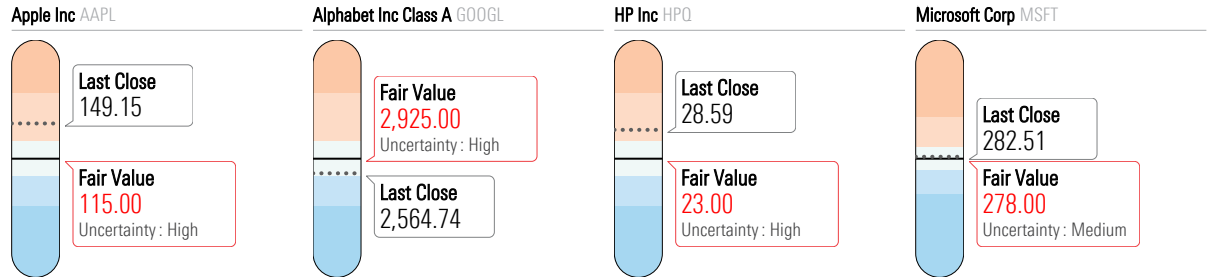 Apple Inc AAPL
Last Close
149.15
Fair Value
115.00
Uncertainty : High
Alphabet Inc Class A GOOGL
Fair Value
2,925.00
Uncertainty : High
Last Close
2,564.74
HP Inc HPQ
Last Close
28.59
Fair Value
23.00
Uncertainty : High
Microsoft Corp MSFT
Last Close
282.51
Fair Value
278.00
Uncertainty : Medium